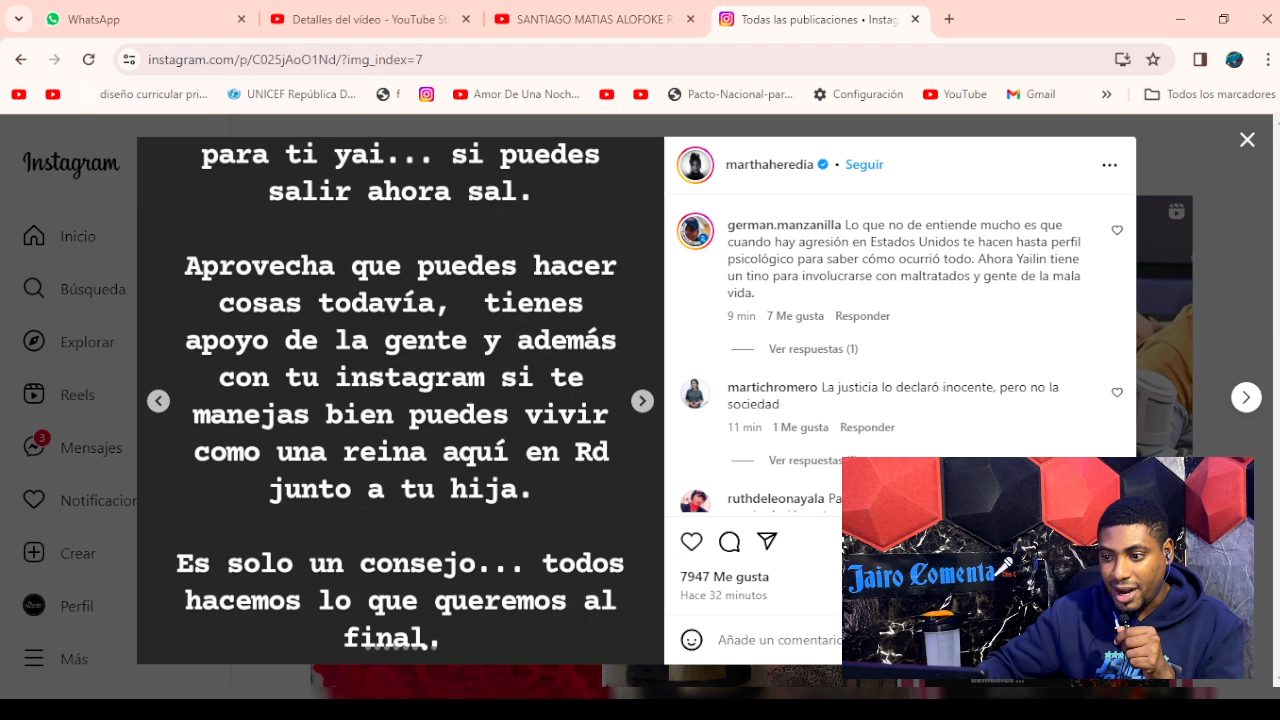 WhatsApp
Detalles del vídeo - YouTube St
SANTIAGO MATIAS ALOFOKE R
Todas las publicaciones • Instag
instagram.com/p/C025jAoO1Nd/?img_index=7
diseño curricular pri...
UNICEF República D...
f
Amor De Una Noch...
Pacto-Nacional-par...
Configuración
YouTube
Gmail
Todos los marcadores
Instagram
Inicio
Búsqueda
Explorar
Reels
3
Mensajes
Notificacion
Crear
Perfil
Más
para ti yai... si puedes
salir ahora sal.
Aprovecha que puedes hacer
cosas todavía, tienes
apoyo de la gente y además
con tu instagram si te
manejas bien puedes vivir
como una reina aquí en Rd
junto a tu hija.
Es solo un consejo... todos
hacemos lo que queremos al
final.
marthaheredia • Seguir
german.manzanilla Lo que no de entiende mucho es que
cuando hay agresión en Estados Unidos te hacen hasta perfil
psicológico para saber cómo ocurrió todo. Ahora Yailin tiene
un tino para involucrarse con maltratados y gente de la mala
vida.
9 min 7 Me gusta Responder
Ver respuestas (1)
martichromero La justicia lo declaró inocente, pero no la
sociedad
11 min 1 Me gusta Responder
Ver respuestas
ruthdeleonayala Pa
7947 Me gusta
Hace 32 minutos
Añade un comentario
Jairo Comenta